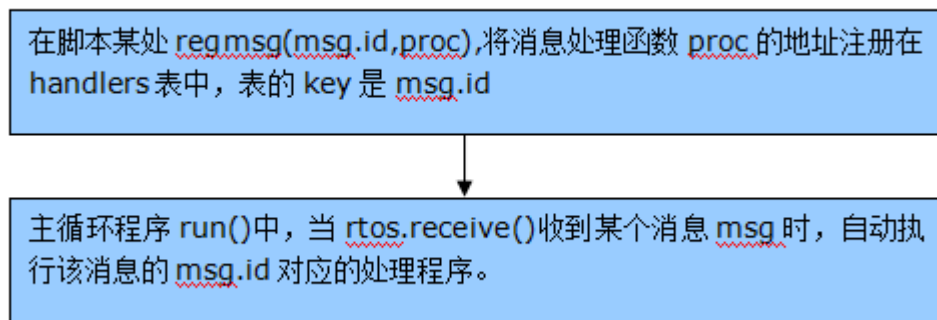 在脚本某处 regmsg(msg.id,proc),将消息处理函数 proc 的地址注册在
handlers 表中，表的 key 是 msg.id
主循环程序 run()中，当 rtos.receive()收到某个消息 msg 时，自动执
行该消息的 msg.id 对应的处理程序。